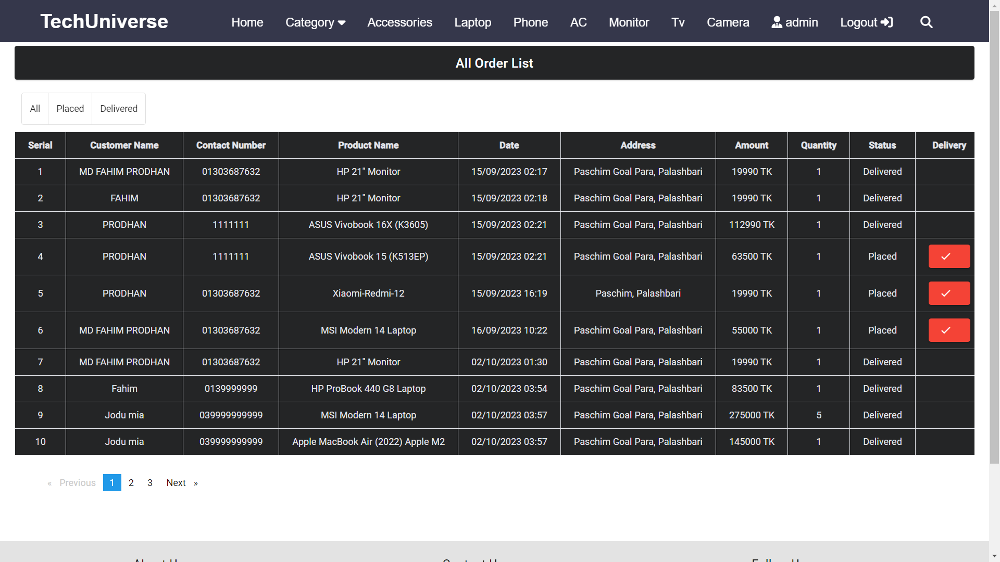 TechUniverse Home Category Accessories Laptop Phone AC Monitor Tv Camera admin Logout
All Order List
All Placed Delivered
Serial Customer Name Contact Number Product Name Date Address Amount Quantity Status Delivery
1 MD FAHIM PRODHAN 01303687632 HP 21" Monitor 15/09/2023 02:17 Paschim Goal Para, Palashbari 19990 TK 1 Delivered
2 FAHIM 01303687632 HP 21" Monitor 15/09/2023 02:18 Paschim Goal Para, Palashbari 19990 TK 1 Delivered
3 PRODHAN 1111111 ASUS Vivobook 16X (K3605) 15/09/2023 02:21 Paschim Goal Para, Palashbari 112990 TK 1 Delivered
4 PRODHAN 1111111 ASUS Vivobook 15 (K513EP) 15/09/2023 02:21 Paschim Goal Para, Palashbari 63500 TK 1 Placed
5 PRODHAN 01303687632 Xiaomi-Redmi-12 15/09/2023 16:19 Paschim, Palashbari 19990 TK 1 Placed
6 MD FAHIM PRODHAN 01303687632 MSI Modern 14 Laptop 16/09/2023 10:22 Paschim Goal Para, Palashbari 55000 TK 1 Placed
7 MD FAHIM PRODHAN 01303687632 HP 21" Monitor 02/10/2023 01:30 Paschim Goal Para, Palashbari 19990 TK 1 Delivered
8 Fahim 0139999999 HP ProBook 440 G8 Laptop 02/10/2023 03:54 Paschim Goal Para, Palashbari 83500 TK 1 Delivered
9 Jodu mia 039999999999 MSI Modern 14 Laptop 02/10/2023 03:57 Paschim Goal Para, Palashbari 275000 TK 5 Delivered
10 Jodu mia 039999999999 Apple MacBook Air (2022) Apple M2 02/10/2023 03:57 Paschim Goal Para, Palashbari 145000 TK 1 Delivered
« Previous 1 2 3 Next »